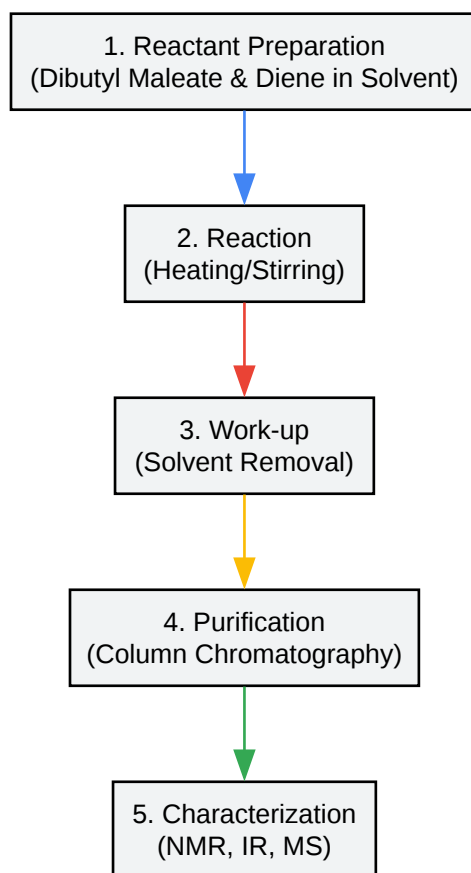 1. Reactant Preparation
(Dibutyl Maleate & Diene in Solvent)
2. Reaction
(Heating/Stirring)
3. Work-up
(Solvent Removal)
4. Purification
(Column Chromatography)
5. Characterization
(NMR, IR, MS)